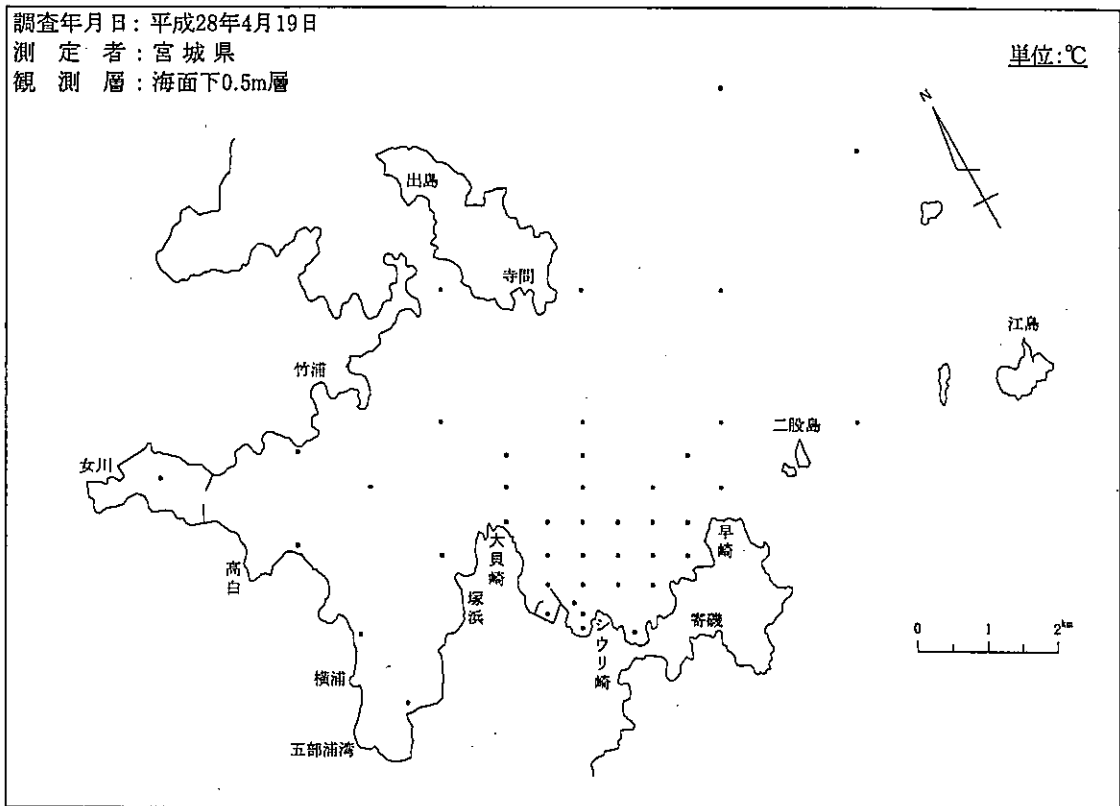 調査年月日：平成28年4月19日
測定者：宮城県
観測層：海面下0.5m層
単位：℃
N
出島
寺間
江島
竹浦
二股島
女川
早崎
大貝崎
高白
塚浜
寄磯
シウリ崎
0 1 2km
横浦
五部浦湾